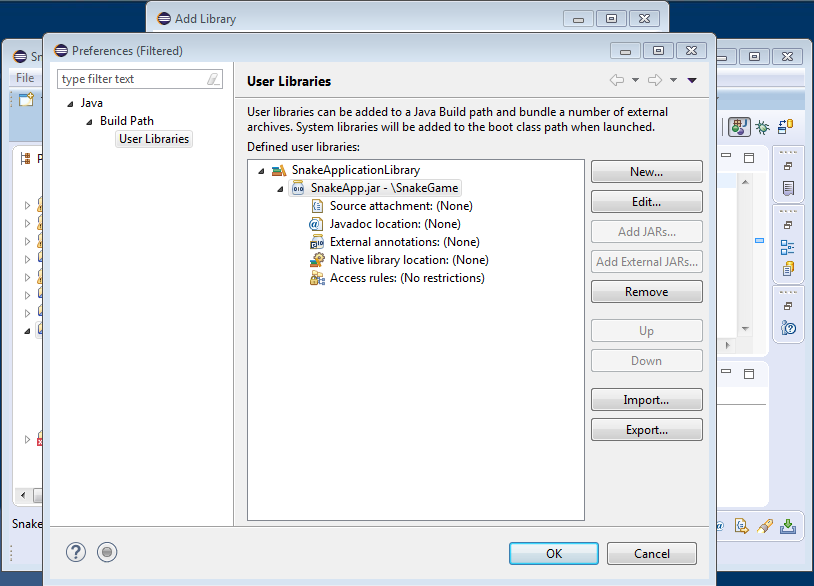 Add Library
Preferences (Filtered)
Sn
File
type filter text
Java
Build Path
User Libraries
User Libraries
User libraries can be added to a Java Build path and bundle a number of external
archives. System libraries will be added to the boot class path when launched.
Defined user libraries:
SnakeApplicationLibrary
SnakeApp.jar - \SnakeGame
Source attachment: (None)
Javadoc location: (None)
External annotations: (None)
Native library location: (None)
Access rules: (No restrictions)
New...
Edit...
Add JARs...
Add External JARs...
Remove
Up
Down
Import...
Export...
Snake
OK
Cancel